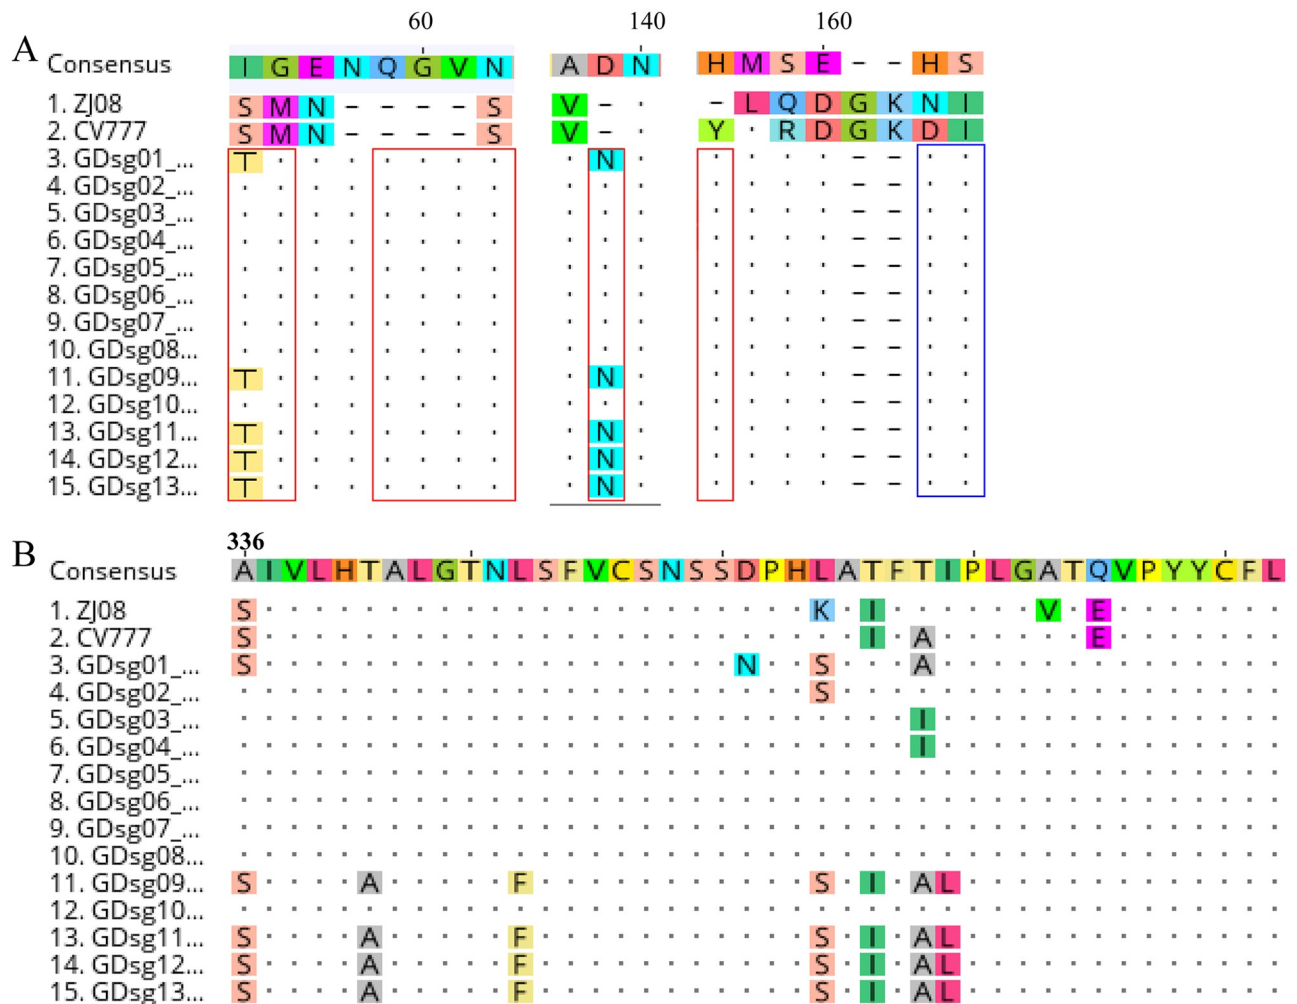 60 140 160
A
Consensus I G E N Q G V N A D N H M S E - - H S
1. ZJ08 S M N - - - - S V - · - L Q D G K N I
2. CV777 S M N - - - - S V - · Y · R D G K D I
3. GDsg01_... T · · · · · · · · N · · · · · - - · ·
4. GDsg02_... · · · · · · · · · · · · · · · - - · ·
5. GDsg03_... · · · · · · · · · · · · · · · - - · ·
6. GDsg04_... · · · · · · · · · · · · · · · - - · ·
7. GDsg05_... · · · · · · · · · · · · · · · - - · ·
8. GDsg06_... · · · · · · · · · · · · · · · - - · ·
9. GDsg07_... · · · · · · · · · · · · · · · - - · ·
10. GDsg08... · · · · · · · · · · · · · · · - - · ·
11. GDsg09... T · · · · · · · · N · · · · · - - · ·
12. GDsg10... · · · · · · · · · · · · · · · - - · ·
13. GDsg11... T · · · · · · · · N · · · · · - - · ·
14. GDsg12... T · · · · · · · · N · · · · · - - · ·
15. GDsg13... T · · · · · · · · N · · · · · - - · ·
B
336
Consensus A I V L H T A L G T N L S F V C S N S S D P H L A T F T I P L G A T Q V P Y Y C F L
1. ZJ08 S · · · · · · · · · · · · · · · · · · · · · · K · I · · · · · · V · E · · · · · · ·
2. CV777 S · · · · · · · · · · · · · · · · · · · · · · · · I · A · · · · · · E · · · · · · ·
3. GDsg01_... S · · · · · · · · · · · · · · · · · · · N · · S · · · A · · · · · · · · · · · · · ·
4. GDsg02_... · · · · · · · · · · · · · · · · · · · · · · · S · · · · · · · · · · · · · · · · · ·
5. GDsg03_... · · · · · · · · · · · · · · · · · · · · · · · · · · · I · · · · · · · · · · · · · ·
6. GDsg04_... · · · · · · · · · · · · · · · · · · · · · · · · · · · I · · · · · · · · · · · · · ·
7. GDsg05_... · · · · · · · · · · · · · · · · · · · · · · · · · · · · · · · · · · · · · · · · · ·
8. GDsg06_... · · · · · · · · · · · · · · · · · · · · · · · · · · · · · · · · · · · · · · · · · ·
9. GDsg07_... · · · · · · · · · · · · · · · · · · · · · · · · · · · · · · · · · · · · · · · · · ·
10. GDsg08... · · · · · · · · · · · · · · · · · · · · · · · · · · · · · · · · · · · · · · · · · ·
11. GDsg09... S · · · · A · · · · · F · · · · · · · · · · · S · I · A L · · · · · · · · · · · · ·
12. GDsg10... · · · · · · · · · · · · · · · · · · · · · · · · · · · · · · · · · · · · · · · · · ·
13. GDsg11... S · · · · A · · · · · F · · · · · · · · · · · S · I · A L · · · · · · · · · · · · ·
14. GDsg12... S · · · · A · · · · · F · · · · · · · · · · · S · I · A L · · · · · · · · · · · · ·
15. GDsg13... S · · · · A · · · · · F · · · · · · · · · · · S · I · A L · · · · · · · · · · · · ·